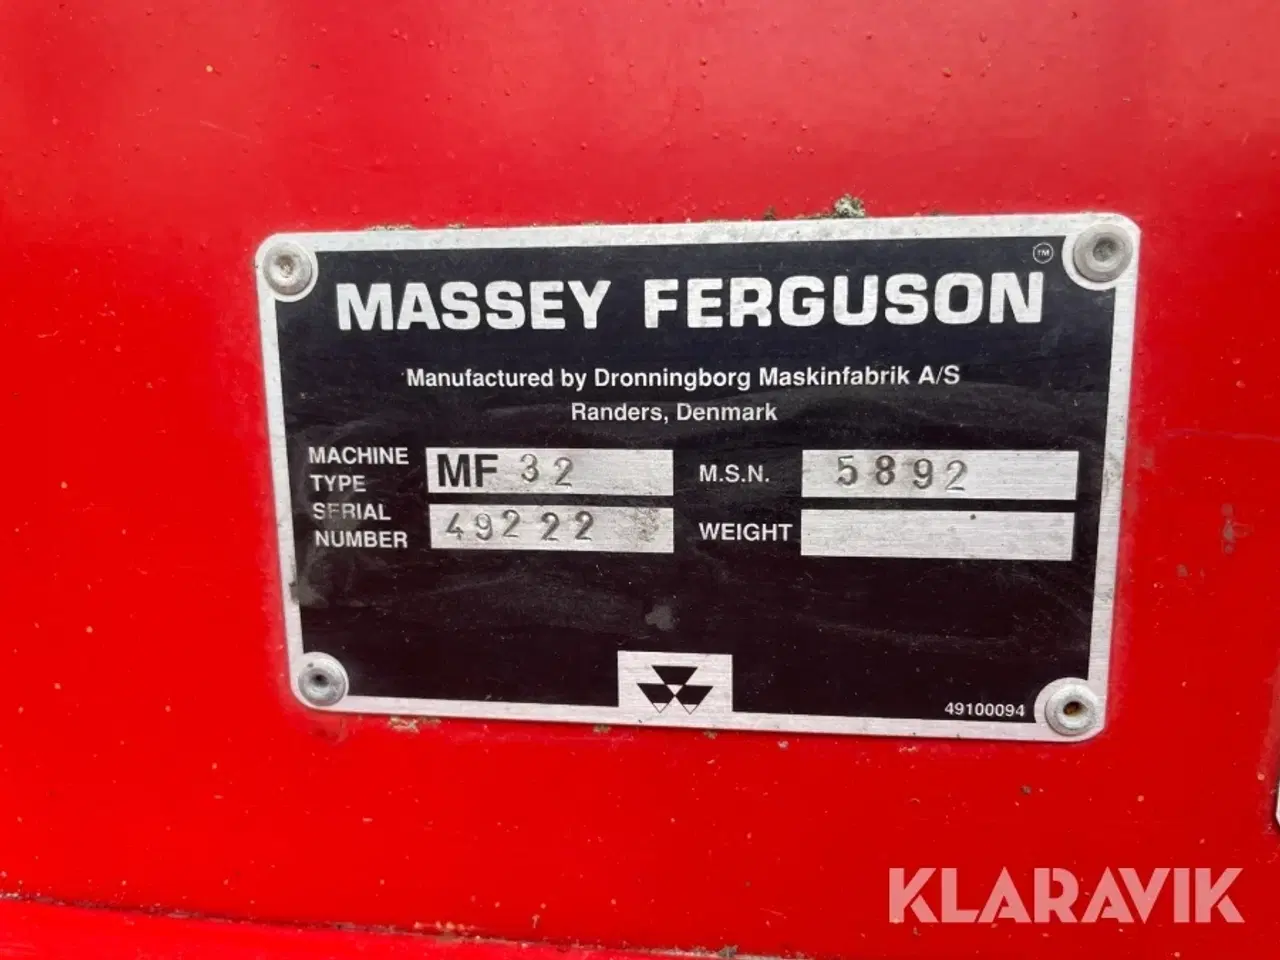 MASSEY FERGUSON ™
Manufactured by Dronningborg Maskinfabrik A/S
Randers, Denmark
MACHINE TYPE MF 32 M.S.N. 5892
SERIAL NUMBER 49222 WEIGHT
49100094
KLARAVIK